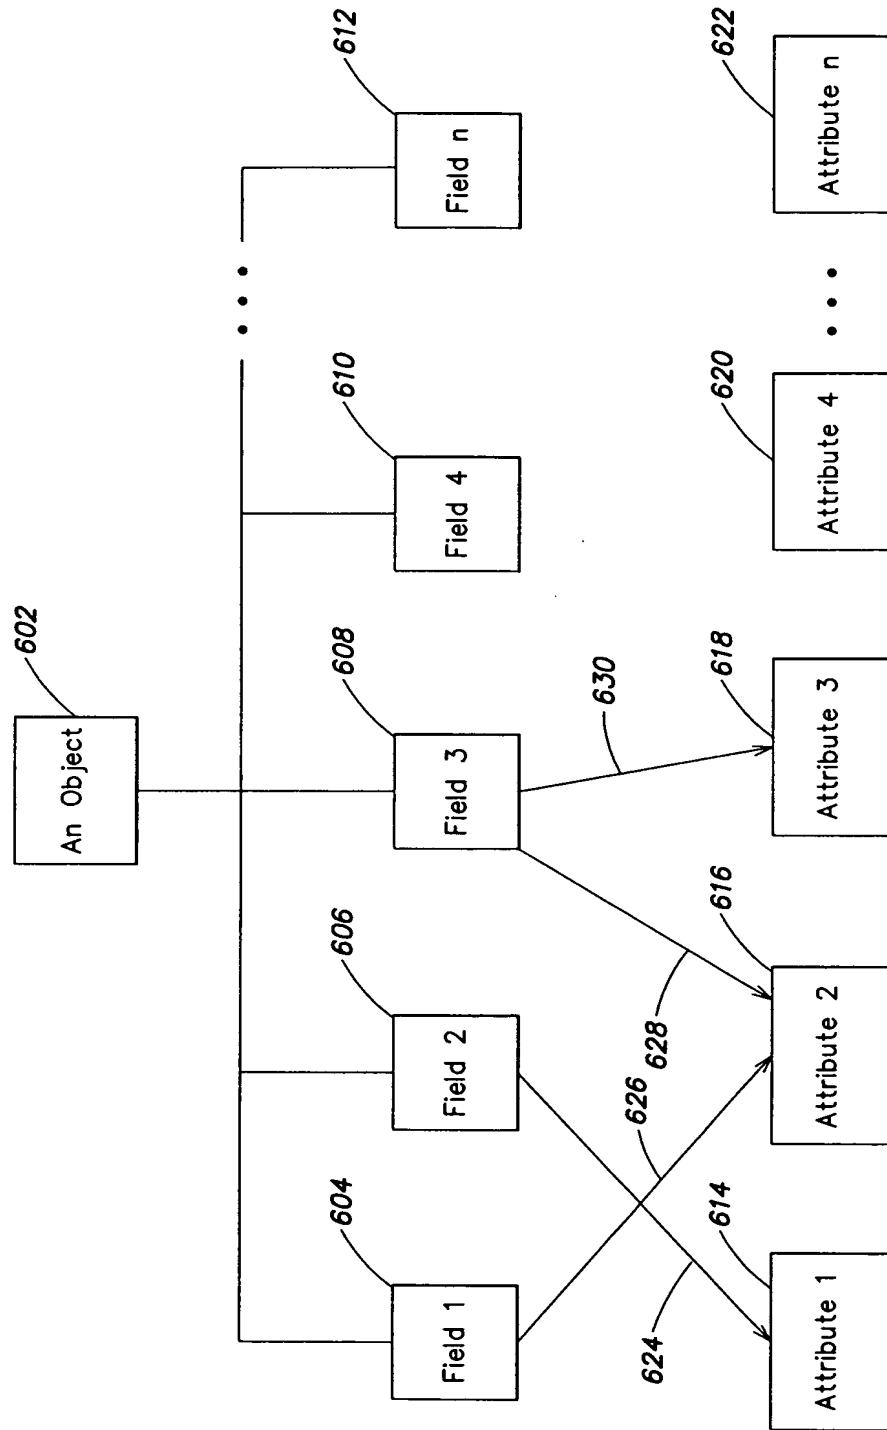 602
An Object
604
606
608
610
612
Field 1
Field 2
Field 3
Field 4
• • •
Field n
624
626
628
630
614
616
618
620
622
Attribute 1
Attribute 2
Attribute 3
Attribute 4
• • •
Attribute n